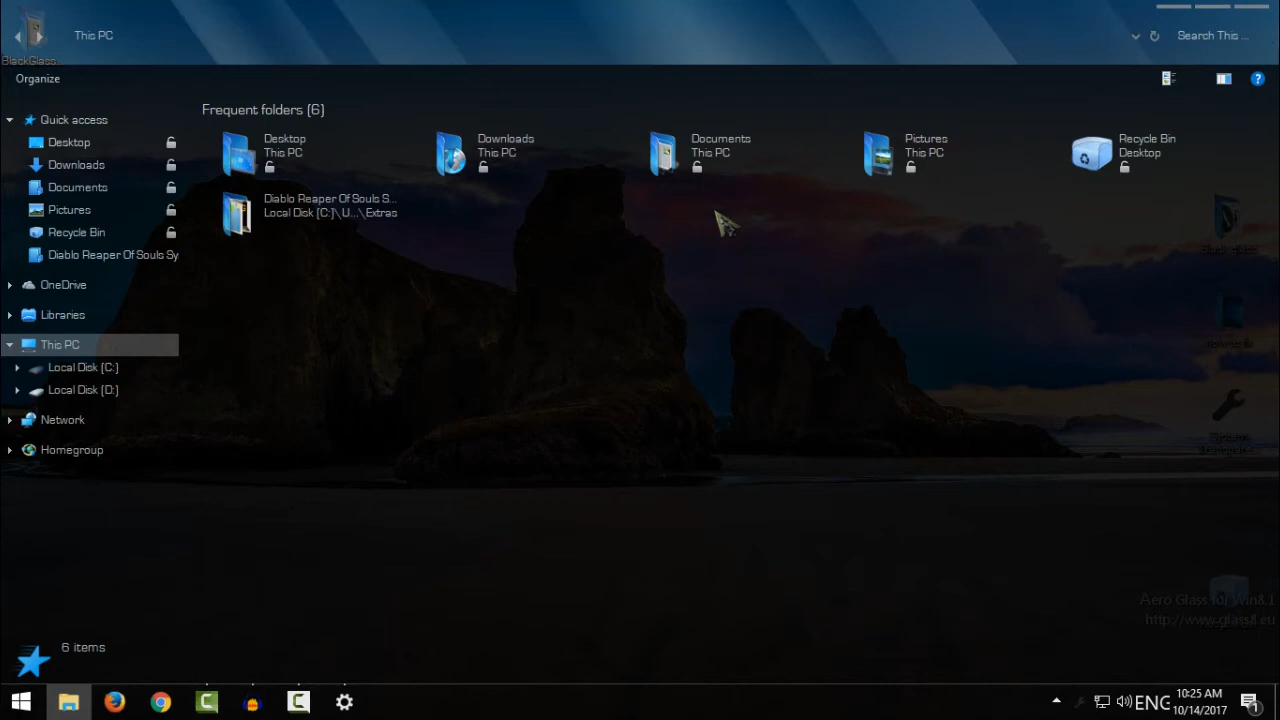 This PC
Search This ...
BlackGlass
Organize
Frequent folders (6)
Quick access
Desktop
Downloads
Documents
Pictures
Recycle Bin
Diablo Reaper Of Souls Sy
OneDrive
Libraries
This PC
Local Disk (C:)
Local Disk (D:)
Network
Homegroup
Desktop
This PC
Downloads
This PC
Documents
This PC
Pictures
This PC
Recycle Bin
Desktop
Diablo Reaper Of Souls S...
Local Disk (C:)\U...\Extras
Aero Glass for Win8.1
http://www.glass8.eu
6 items
ENG
10:25 AM
10/14/2017
1